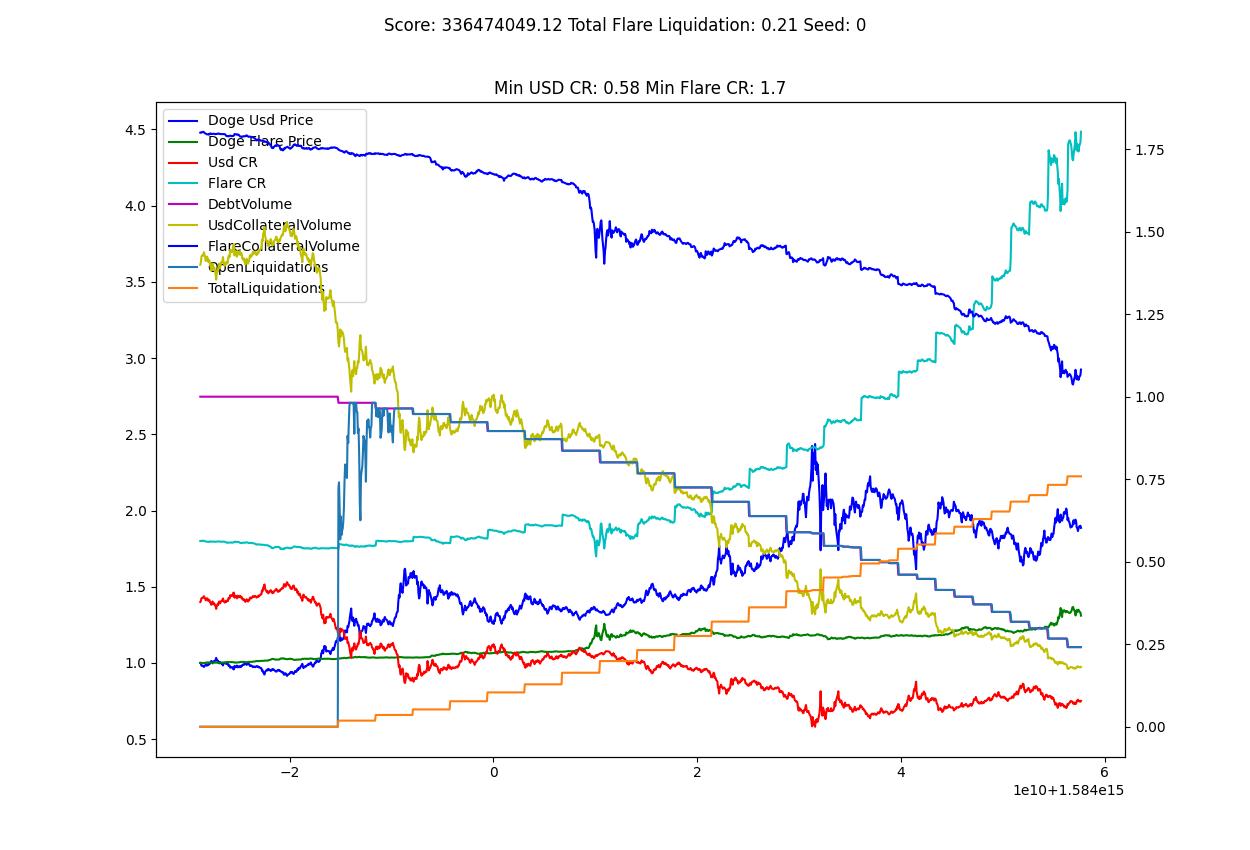 Score: 336474049.12 Total Flare Liquidation: 0.21 Seed: 0
Min USD CR: 0.58 Min Flare CR: 1.7
Doge Usd Price
Doge Flare Price
Usd CR
Flare CR
DebtVolume
UsdCollateralVolume
FlareCollateralVolume
OpenLiquidations
TotalLiquidations
4.5
4.0
3.5
3.0
2.5
2.0
1.5
1.0
0.5
1.75
1.50
1.25
1.00
0.75
0.50
0.25
0.00
−2
0
2
4
6
1e10+1.584e15